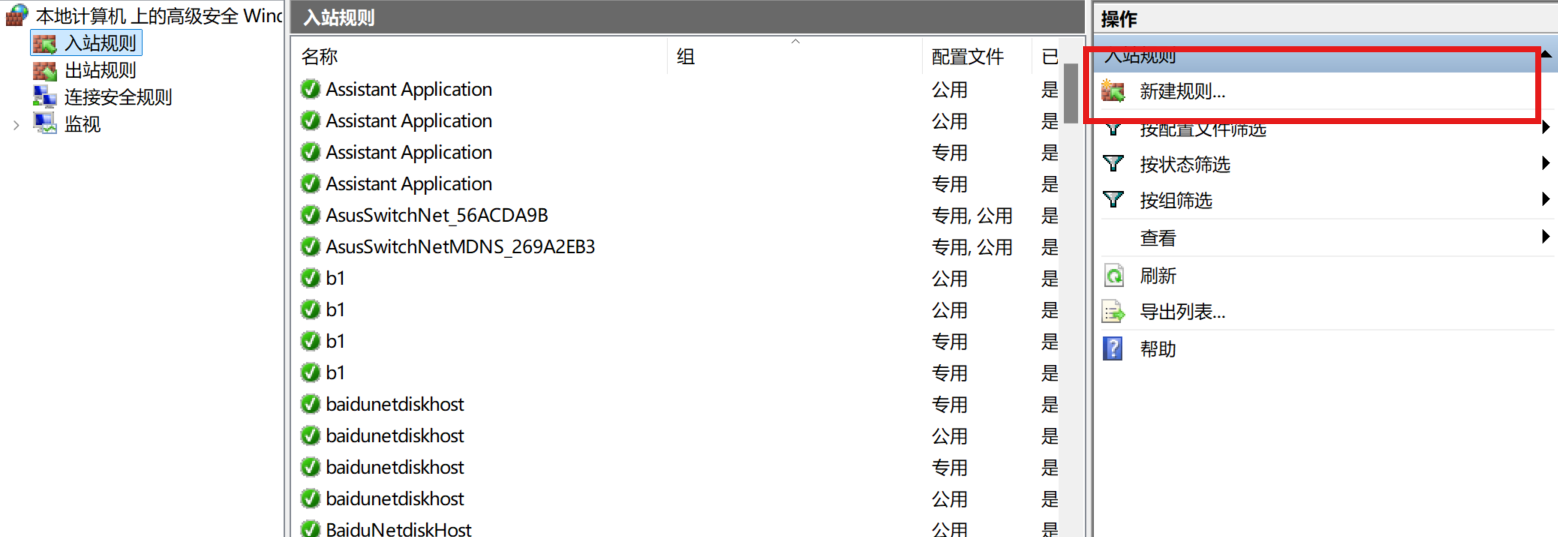 本地计算机 上的高级安全 Wind
入站规则
出站规则
连接安全规则
监视
入站规则
名称 组 配置文件 已
Assistant Application 公用 是
Assistant Application 公用 是
Assistant Application 专用 是
Assistant Application 专用 是
AsusSwitchNet_56ACDA9B 专用, 公用 是
AsusSwitchNetMDNS_269A2EB3 专用, 公用 是
b1 公用 是
b1 公用 是
b1 专用 是
b1 专用 是
baidunetdiskhost 专用 是
baidunetdiskhost 公用 是
baidunetdiskhost 专用 是
baidunetdiskhost 公用 是
BaiduNetdiskHost 公用 是
操作
入站规则
新建规则...
按配置文件筛选
按状态筛选
按组筛选
查看
刷新
导出列表...
帮助